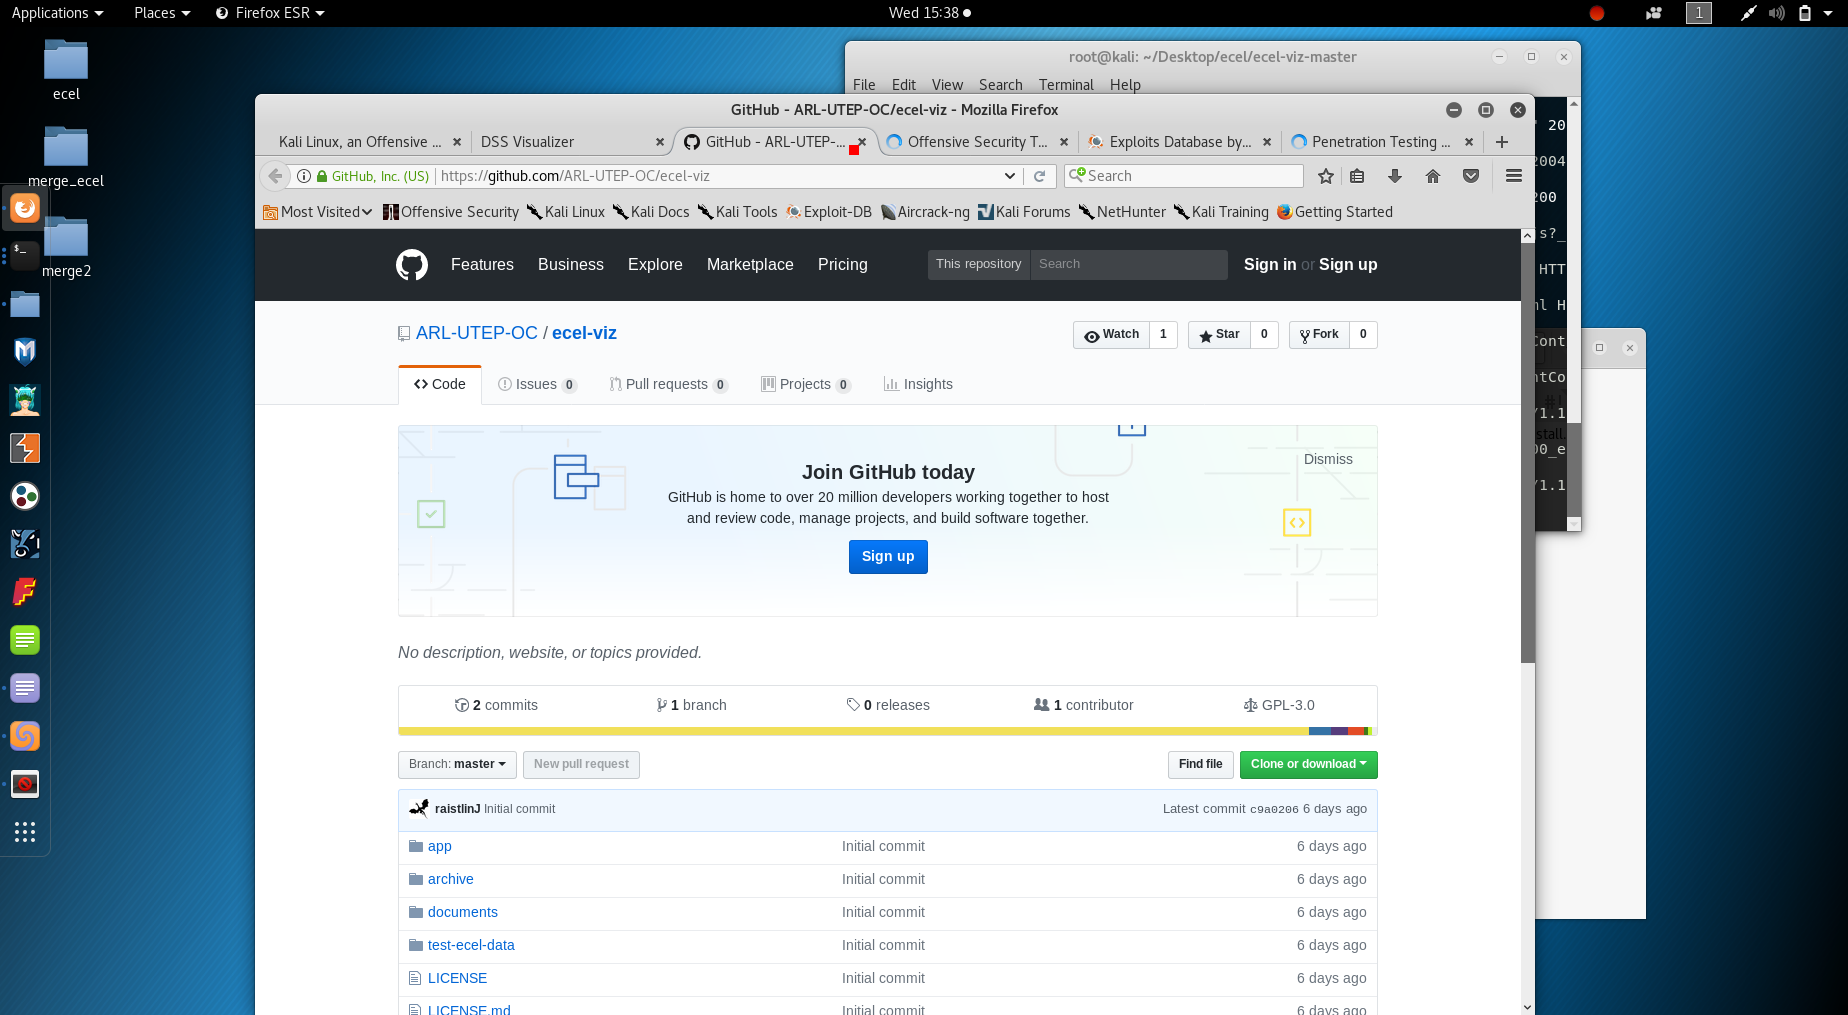 Applications Places Firefox ESR Wed 15:38 1
ecel
merge_ecel
merge2
root@kali: ~/Desktop/ecel/ecel-viz-master
File Edit View Search Terminal Help
GitHub - ARL-UTEP-OC/ecel-viz - Mozilla Firefox
Kali Linux, an Offensive ... DSS Visualizer GitHub - ARL-UTEP-... Offensive Security T... Exploits Database by... Penetration Testing ...
GitHub, Inc. (US) https://github.com/ARL-UTEP-OC/ecel-viz Search
Most Visited Offensive Security Kali Linux Kali Docs Kali Tools Exploit-DB Aircrack-ng Kali Forums NetHunter Kali Training Getting Started
Features Business Explore Marketplace Pricing This repository Search Sign in or Sign up
ARL-UTEP-OC / ecel-viz Watch 1 Star 0 Fork 0
Code Issues 0 Pull requests 0 Projects 0 Insights
Join GitHub today
Dismiss
GitHub is home to over 20 million developers working together to host
and review code, manage projects, and build software together.
Sign up
No description, website, or topics provided.
2 commits 1 branch 0 releases 1 contributor GPL-3.0
Branch: master New pull request Find file Clone or download
raistlinJ Initial commit Latest commit c9a0206 6 days ago
app Initial commit 6 days ago
archive Initial commit 6 days ago
documents Initial commit 6 days ago
test-ecel-data Initial commit 6 days ago
LICENSE Initial commit 6 days ago
LICENSE.md Initial commit 6 days ago
" 20
2004
200
s?_
HTT
ml H
Cont
ntCo
/1.1
stall.
00_e
/1.1